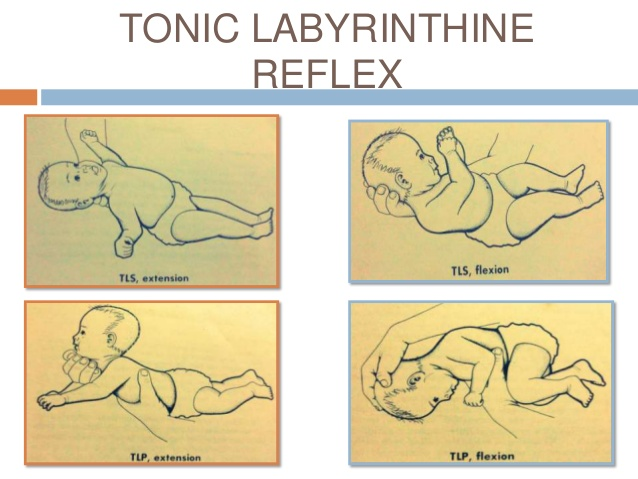 TONIC LABYRINTHINE
REFLEX
TLS, extension
TLS, flexion
TLP, extension
TLP, flexion